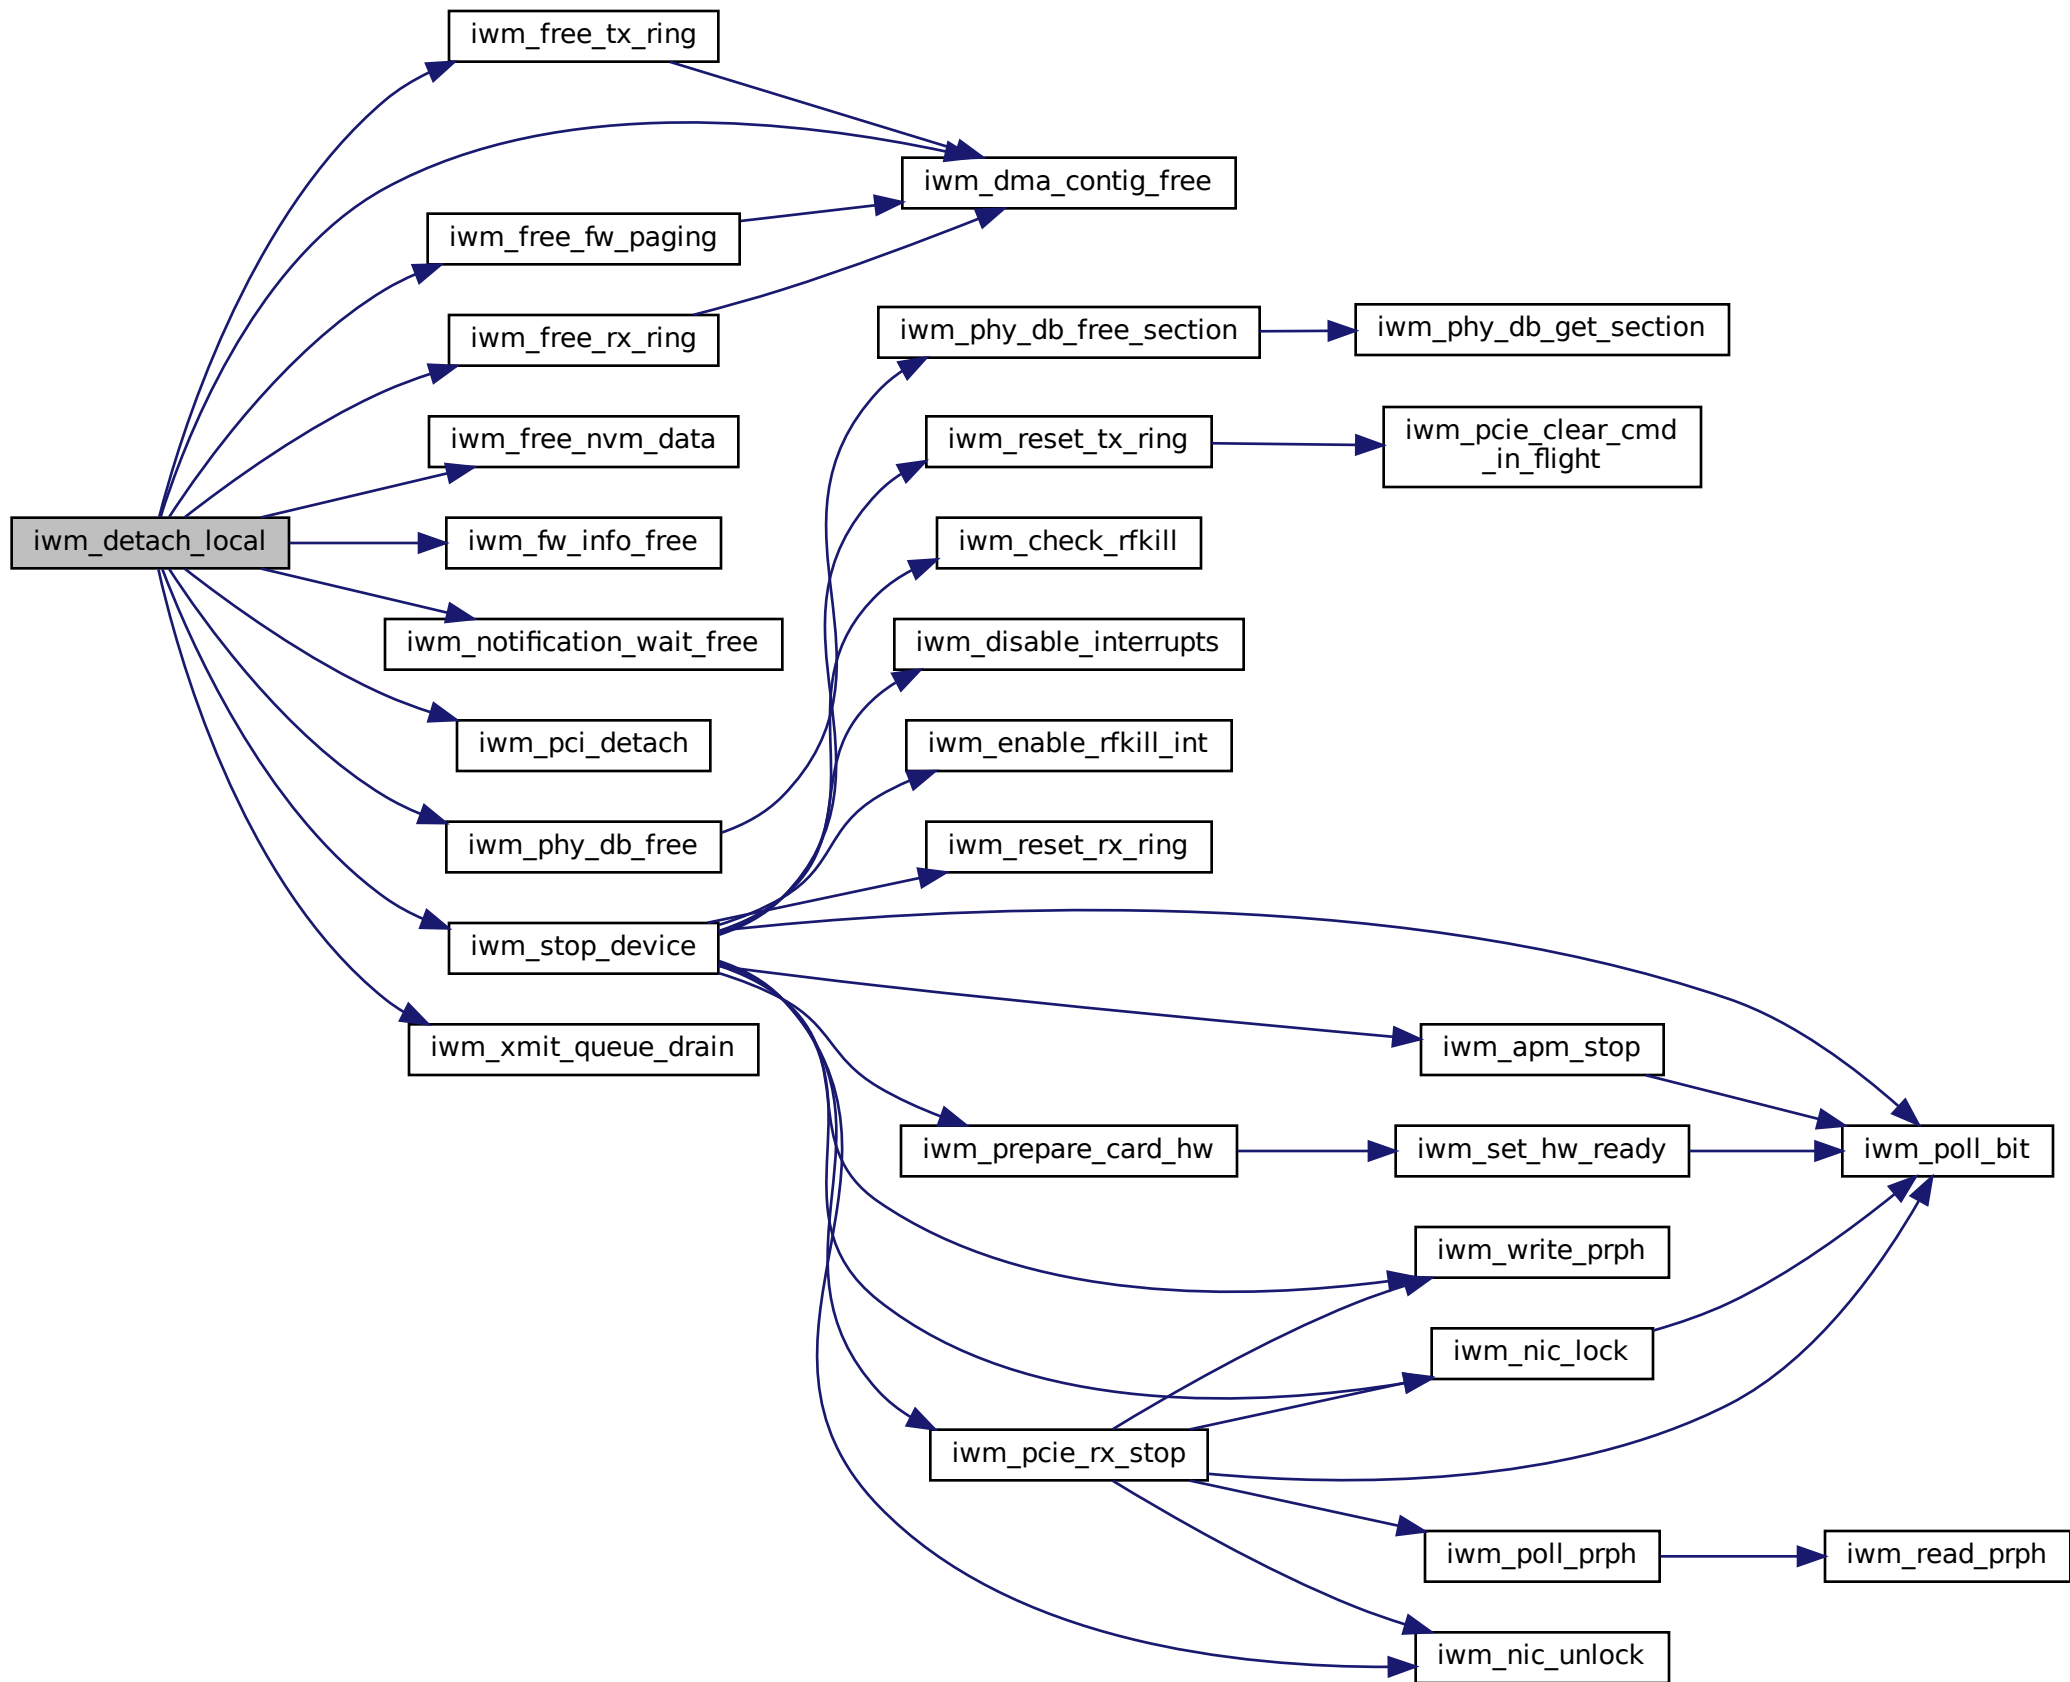 iwm_free_tx_ring
iwm_dma_contig_free
iwm_free_fw_paging
iwm_phy_db_free_section
iwm_phy_db_get_section
iwm_free_rx_ring
iwm_free_nvm_data
iwm_reset_tx_ring
iwm_pcie_clear_cmd
_in_flight
iwm_detach_local
iwm_fw_info_free
iwm_check_rfkill
iwm_notification_wait_free
iwm_disable_interrupts
iwm_pci_detach
iwm_enable_rfkill_int
iwm_phy_db_free
iwm_reset_rx_ring
iwm_stop_device
iwm_xmit_queue_drain
iwm_apm_stop
iwm_prepare_card_hw
iwm_set_hw_ready
iwm_poll_bit
iwm_write_prph
iwm_nic_lock
iwm_pcie_rx_stop
iwm_poll_prph
iwm_read_prph
iwm_nic_unlock